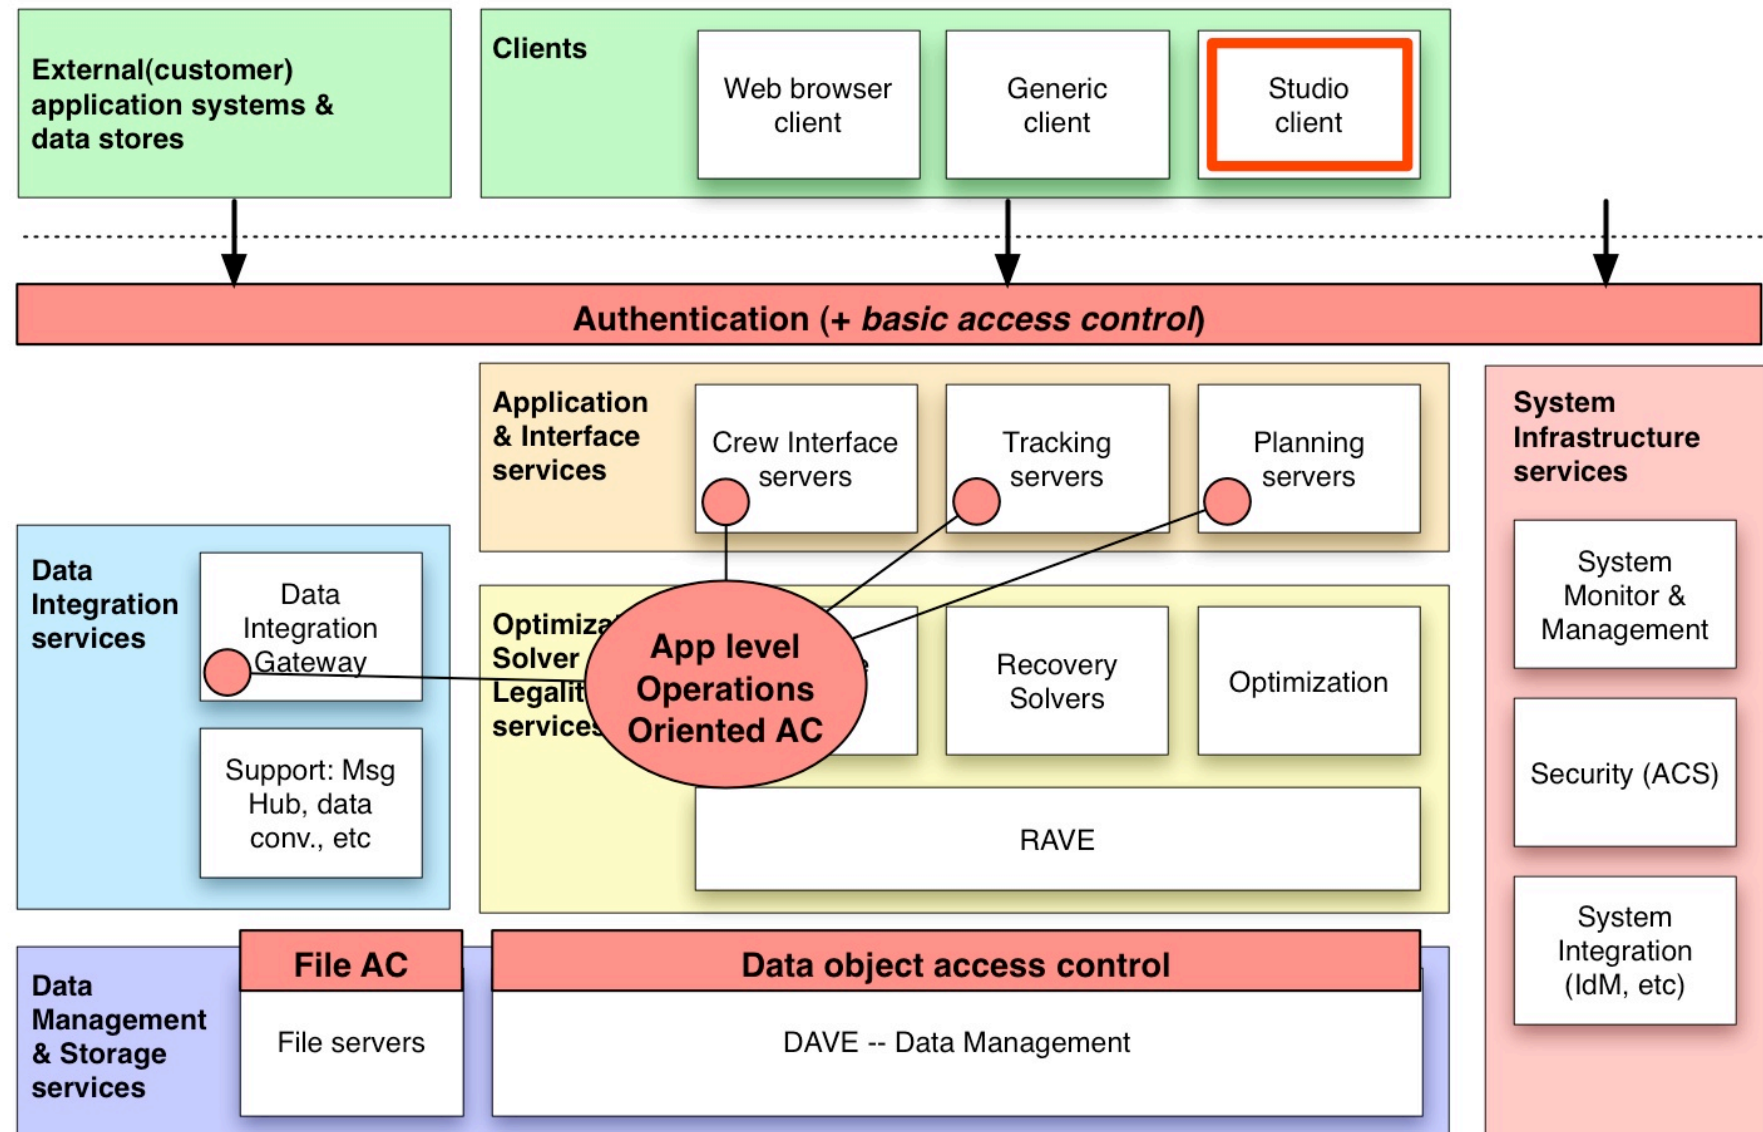 External(customer)
application systems &
data stores
Clients
Web browser
client
Generic
client
Studio
client
Authentication (+ basic access control)
Application
& Interface
services
Crew Interface
servers
Tracking
servers
Planning
servers
System
Infrastructure
services
System
Monitor &
Management
Security (ACS)
System
Integration
(IdM, etc)
Data
Integration
services
Data
Integration
Gateway
Support: Msg
Hub, data
conv., etc
Solver
services
App level
Operations
Oriented AC
Recovery
Solvers
Optimization
RAVE
Data
Management
& Storage
services
File AC
File servers
Data object access control
DAVE -- Data Management